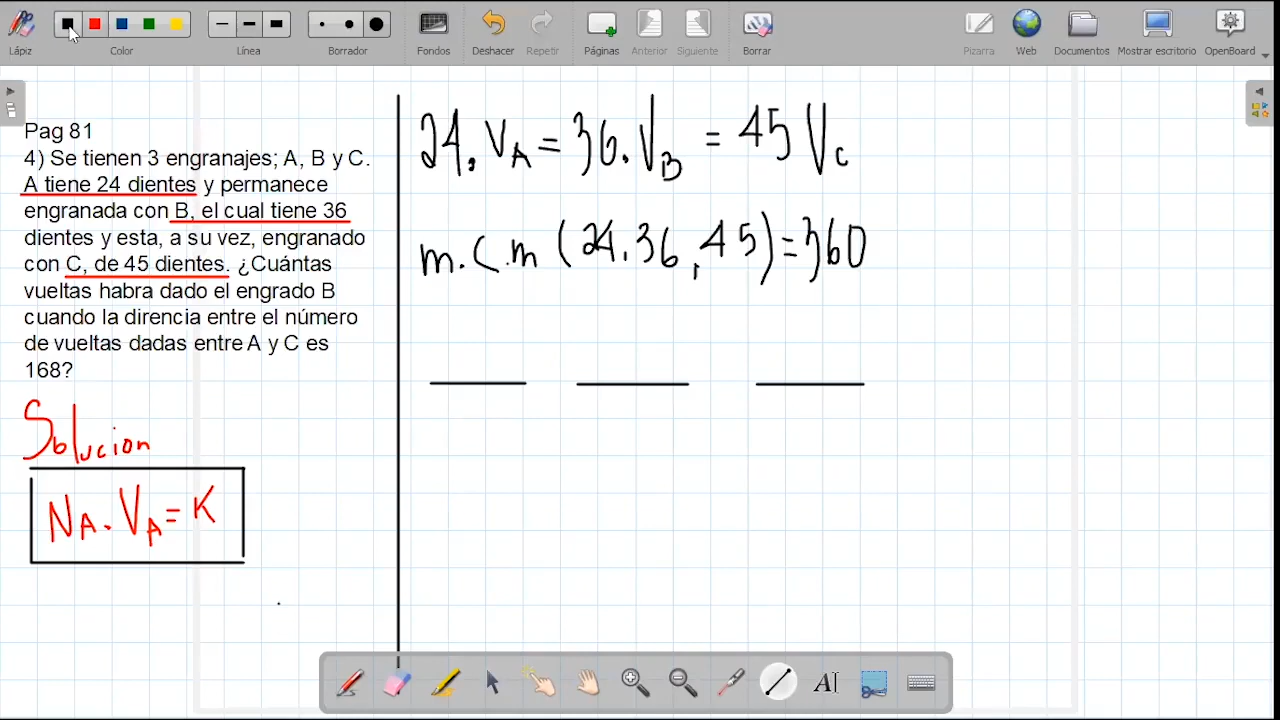 Lápiz Color Línea Borrador Fondos Deshacer Repetir Páginas Anterior Siguiente Borrar Pizarra Web Documentos Mostrar escritorio OpenBoard
Pag 81
4) Se tienen 3 engranajes; A, B y C.
A tiene 24 dientes y permanece
engranada con B, el cual tiene 36
dientes y esta, a su vez, engranado
con C, de 45 dientes. ¿Cuántas
vueltas habra dado el engrado B
cuando la direncia entre el número
de vueltas dadas entre A y C es
168?
Solucion
NA. VA = K
24. VA = 36. VB = 45 Vc
m.C.m (24,36,45)=360
AI